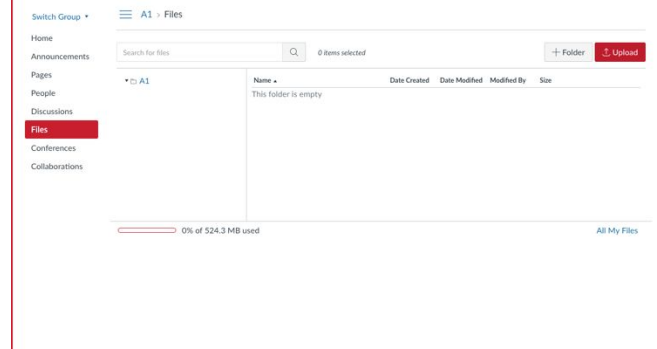 Switch Group ▾
A1 > Files
Home
Announcements
Pages
People
Discussions
Files
Conferences
Collaborations
Search for files
0 items selected
+ Folder
Upload
A1
Name ▴ Date Created Date Modified Modified By Size
This folder is empty
0% of 524.3 MB used
All My Files